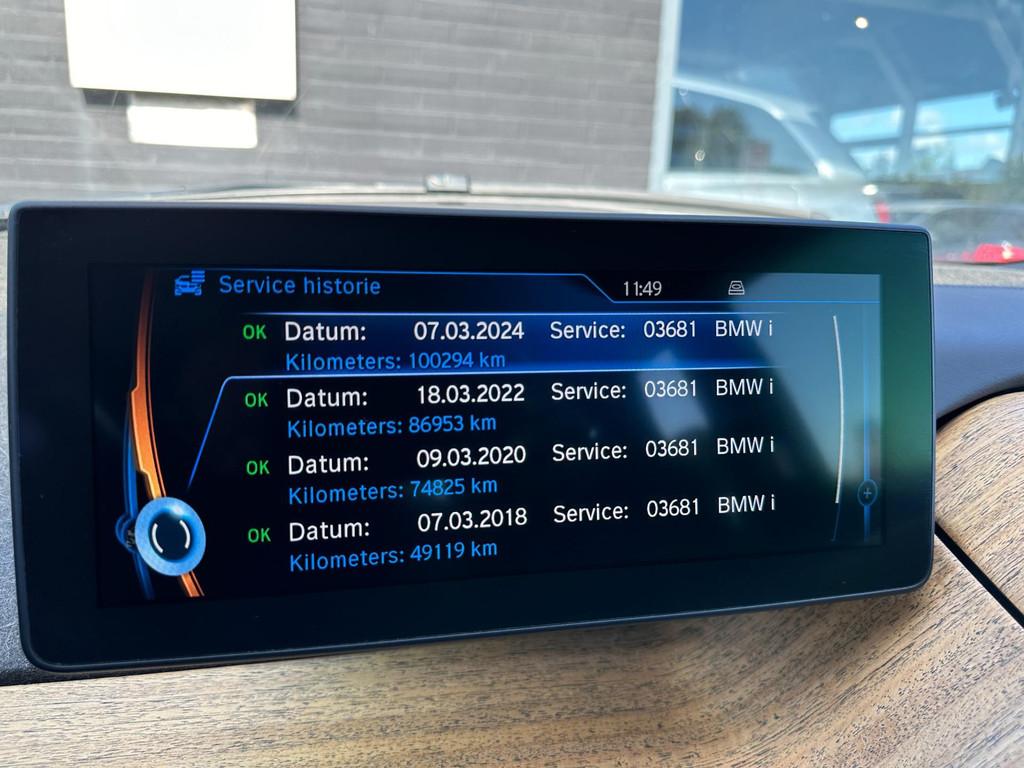 Service historie 11:49
OK Datum: 07.03.2024 Service: 03681 BMW i
Kilometers: 100294 km
OK Datum: 18.03.2022 Service: 03681 BMW i
Kilometers: 86953 km
OK Datum: 09.03.2020 Service: 03681 BMW i
Kilometers: 74825 km
OK Datum: 07.03.2018 Service: 03681 BMW i
Kilometers: 49119 km